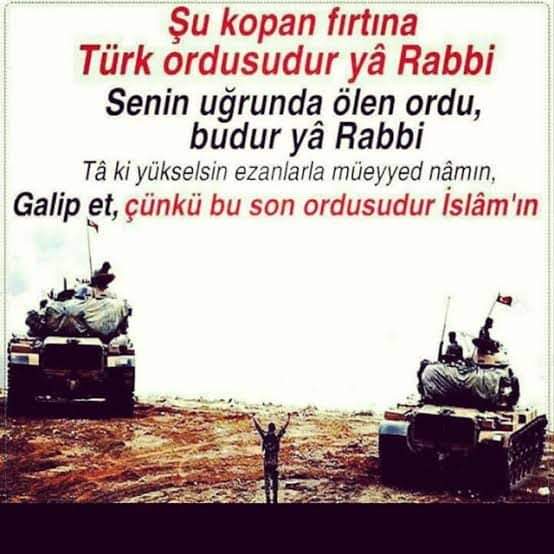 Şu kopan fırtına
Türk ordusudur yâ Rabbi
Senin uğrunda ölen ordu,
budur yâ Rabbi
Tâ ki yükselsin ezanlarla müeyyed nâmın,
Galip et, çünkü bu son ordusudur İslâm'ın